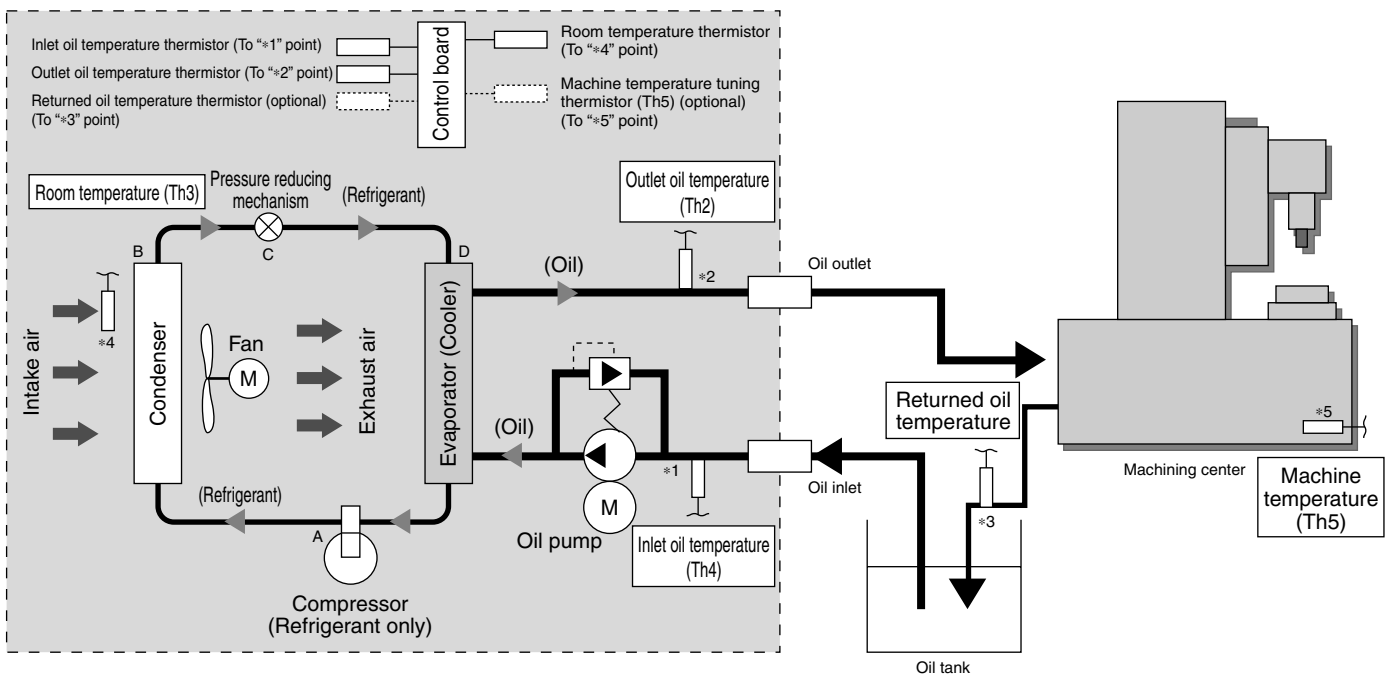 Inlet oil temperature thermistor (To “*1” point)
Outlet oil temperature thermistor (To “*2” point)
Returned oil temperature thermistor (optional)
(To “*3” point)
Control board
Room temperature thermistor
(To “*4” point)
Machine temperature tuning
thermistor (Th5) (optional)
(To “*5” point)
Room temperature (Th3)
Pressure reducing
mechanism
(Refrigerant)
Outlet oil temperature
(Th2)
B
C
D
*4
Intake air
Condenser
Fan
M
Exhaust air
Evaporator (Cooler)
(Oil)
*2
Oil outlet
(Oil)
*1
Oil inlet
M
Oil pump
Inlet oil temperature
(Th4)
(Refrigerant)
A
Compressor
(Refrigerant only)
Returned oil
temperature
*3
Oil tank
*5
Machining center
Machine
temperature
(Th5)